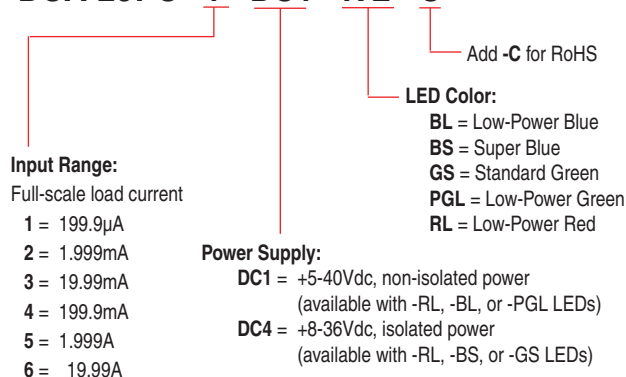 Add -C for RoHS
LED Color:
BL = Low-Power Blue
BS = Super Blue
GS = Standard Green
PGL = Low-Power Green
RL = Low-Power Red
Input Range:
Full-scale load current
1 = 199.9µA
2 = 1.999mA
3 = 19.99mA
4 = 199.9mA
5 = 1.999A
6 = 19.99A
Power Supply:
DC1 = +5-40Vdc, non-isolated power
(available with -RL, -BL, or -PGL LEDs)
DC4 = +8-36Vdc, isolated power
(available with -RL, -BS, or -GS LEDs)